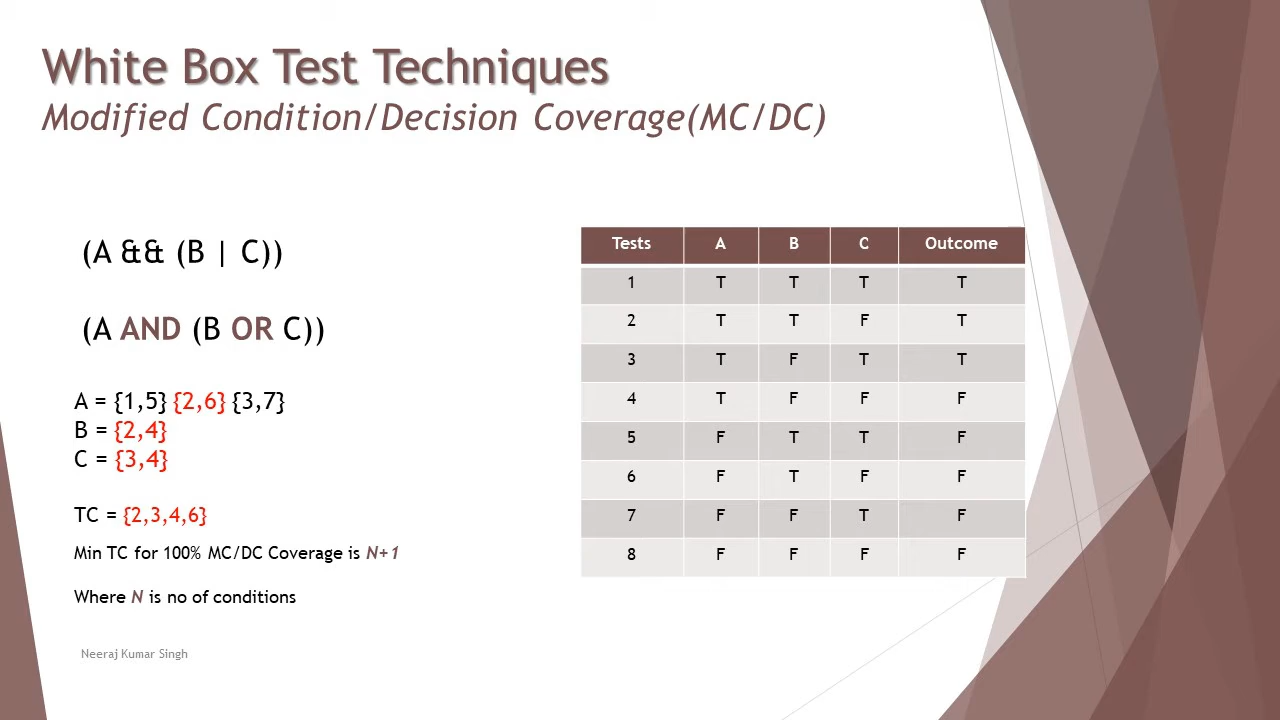 White Box Test Techniques
Modified Condition/Decision Coverage(MC/DC)
(A && (B | C))
(A AND (B OR C))
A = {1,5} {2,6} {3,7}
B = {2,4}
C = {3,4}
TC = {2,3,4,6}
Min TC for 100% MC/DC Coverage is N+1
Where N is no of conditions
Neeraj Kumar Singh
Tests A B C Outcome
1 T T T T
2 T T F T
3 T F T T
4 T F F F
5 F T T F
6 F T F F
7 F F T F
8 F F F F